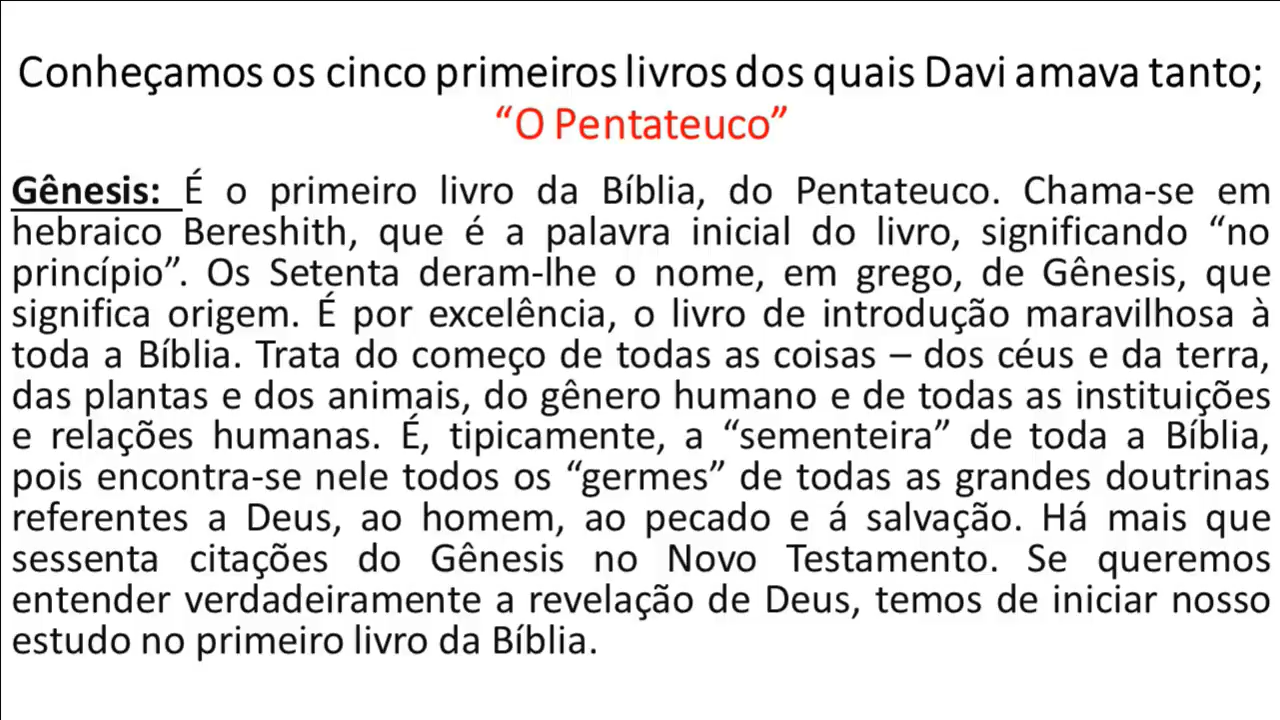 Conheçamos os cinco primeiros livros dos quais Davi amava tanto;
“O Pentateuco”
Gênesis: É o primeiro livro da Bíblia, do Pentateuco. Chama-se em
hebraico Bereshith, que é a palavra inicial do livro, significando “no
princípio”. Os Setenta deram-lhe o nome, em grego, de Gênesis, que
significa origem. É por excelência, o livro de introdução maravilhosa à
toda a Bíblia. Trata do começo de todas as coisas – dos céus e da terra,
das plantas e dos animais, do gênero humano e de todas as instituições
e relações humanas. É, tipicamente, a “sementeira” de toda a Bíblia,
pois encontra-se nele todos os “germes” de todas as grandes doutrinas
referentes a Deus, ao homem, ao pecado e á salvação. Há mais que
sessenta citações do Gênesis no Novo Testamento. Se queremos
entender verdadeiramente a revelação de Deus, temos de iniciar nosso
estudo no primeiro livro da Bíblia.